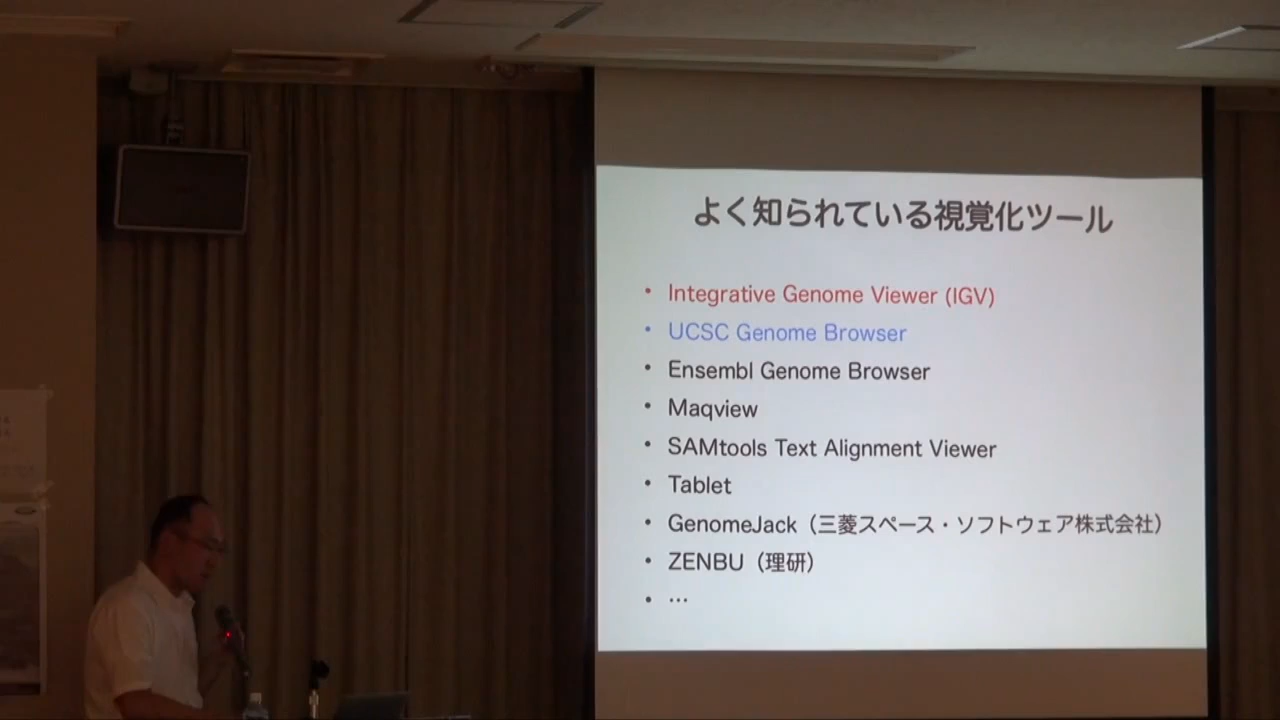 よく知られている視覚化ツール
• Integrative Genome Viewer (IGV)
• UCSC Genome Browser
• Ensembl Genome Browser
• Maqview
• SAMtools Text Alignment Viewer
• Tablet
• GenomeJack（三菱スペース・ソフトウェア株式会社）
• ZENBU（理研）
• …